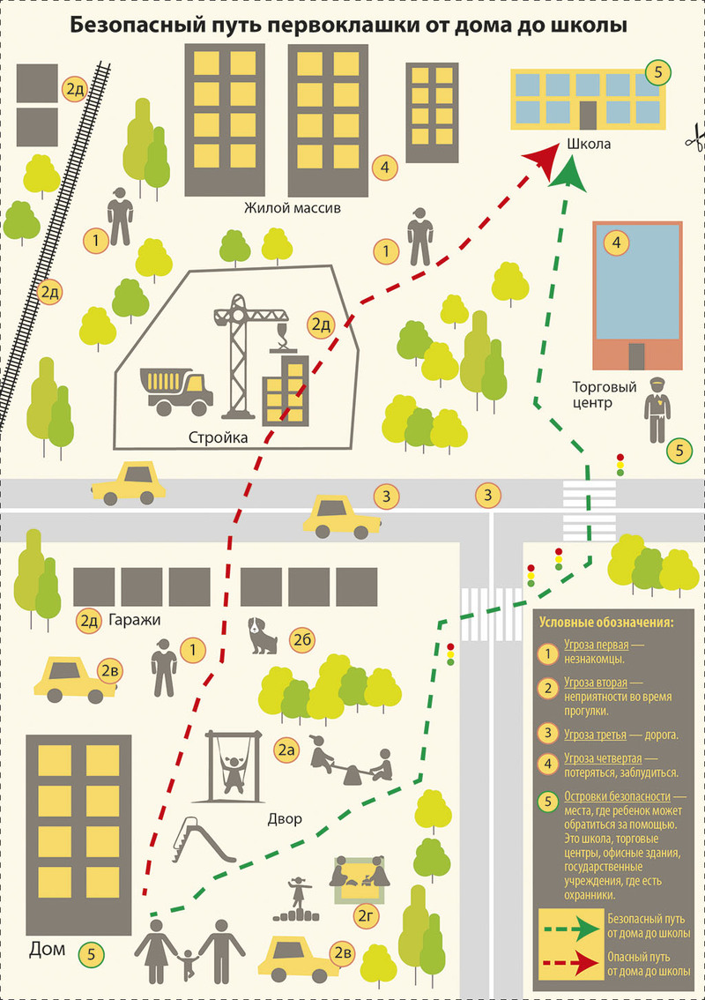 Безопасный путь первоклашки от дома до школы
2д
5
Школа
4
Жилой массив
1
1
4
2д
2д
Торговый
центр
Стройка
5
3
3
2д
Гаражи
1
2б
2в
2а
Двор
2г
2в
Дом
5
Условные обозначения:
1
Угроза первая —
незнакомцы.
2
Угроза вторая —
неприятности во время
прогулки.
3
Угроза третья — дорога.
4
Угроза четвертая —
потеряться, заблудиться.
5
Островки безопасности —
места, где ребенок может
обратиться за помощью.
Это школа, торговые
центры, офисные здания,
государственные
учреждения, где есть
охранники.
Безопасный путь
от дома до школы
Опасный путь
от дома до школы